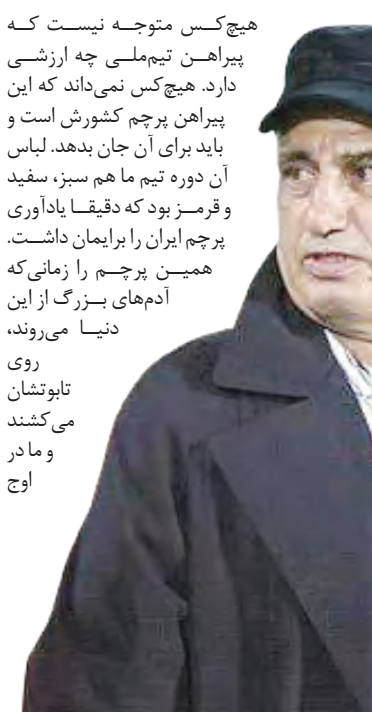 هیچ‌کس متوجه نیست که
پیراهن تیم‌ملی چه ارزشی
دارد. هیچ‌کس نمی‌داند که این
پیراهن پرچم کشورش است و
باید برای آن جان بدهد. لباس
آن دوره تیم ما هم سبز، سفید
و قرمز بود که دقیقا یادآوری
پرچم ایران را برایمان داشت.
همین پرچم را زمانی‌که
آدم‌های بزرگ از این
دنیا می‌روند،
روی
تابوتشان
می‌کشند
و ما در
اوج